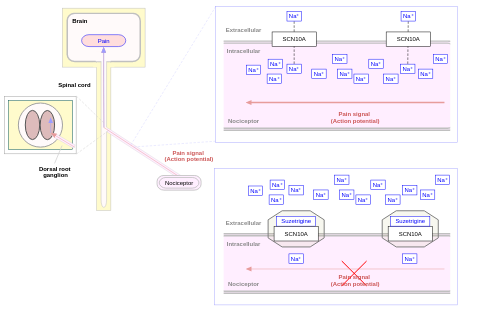 Brain
Pain
Spinal cord
Dorsal root
ganglion
Pain signal
(Action potential)
Nociceptor
Na⁺
Na⁺
Extracellular
SCN10A
SCN10A
Intracellular
Na⁺
Na⁺
Na⁺
Na⁺
Na⁺
Na⁺
Na⁺
Na⁺
Na⁺
Na⁺
Na⁺
Na⁺
Na⁺
Pain signal
(Action potential)
Nociceptor
Na⁺
Na⁺
Na⁺
Na⁺
Na⁺
Na⁺
Na⁺
Na⁺
Na⁺
Na⁺
Na⁺
Na⁺
Na⁺
Extracellular
Suzetrigine
Suzetrigine
SCN10A
SCN10A
Intracellular
Na⁺
Na⁺
Pain signal
(Action potential)
Nociceptor